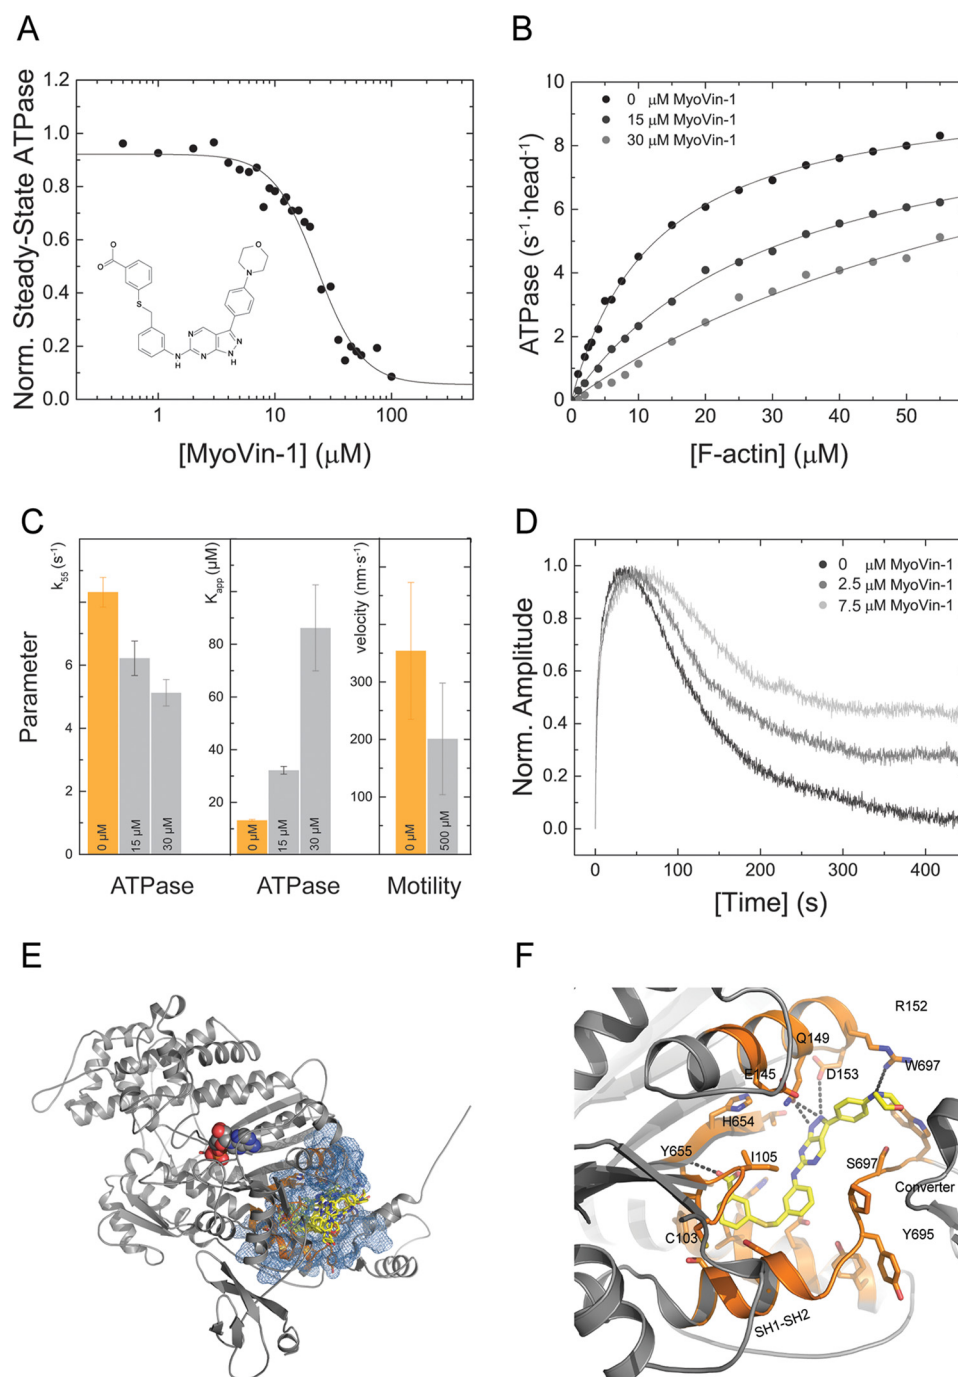 A
Norm. Steady-State ATPase
1.2
1.0
0.8
0.6
0.4
0.2
0.0
1
10
100
[MyoVin-1] (μM)
O
O
S
N
H
N
N
N
N
H
N
O
B
ATPase (s⁻¹·head⁻¹)
8
6
4
2
0
0 μM MyoVin-1
15 μM MyoVin-1
30 μM MyoVin-1
0
10
20
30
40
50
[F-actin] (μM)
C
Parameter
k₅₅ (s⁻¹)
6
4
2
0
0 μM
15 μM
30 μM
ATPase
Kapp (μM)
80
60
40
20
0 μM
15 μM
30 μM
ATPase
velocity (nm·s⁻¹)
300
200
100
0 μM
500 μM
Motility
D
Norm. Amplitude
1.0
0.8
0.6
0.4
0.2
0.0
0 μM MyoVin-1
2.5 μM MyoVin-1
7.5 μM MyoVin-1
0
100
200
300
400
[Time] (s)
E
F
R152
Q149
E145
D153
W697
H654
Y655
I105
S697
Converter
C103
Y695
SH1-SH2